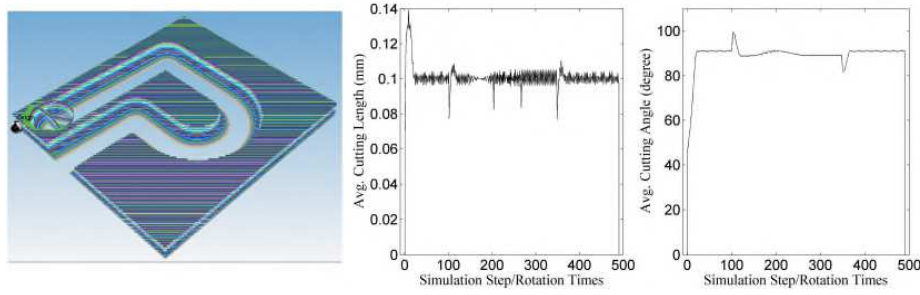 0.14
0.12
0.1
0.08
0.06
0.04
0.02
0
Avg. Cutting Length (mm)
0 100 200 300 400 500
Simulation Step/Rotation Times
100
80
60
40
20
0
Avg. Cutting Angle (degree)
0 100 200 300 400 500
Simulation Step/Rotation Times